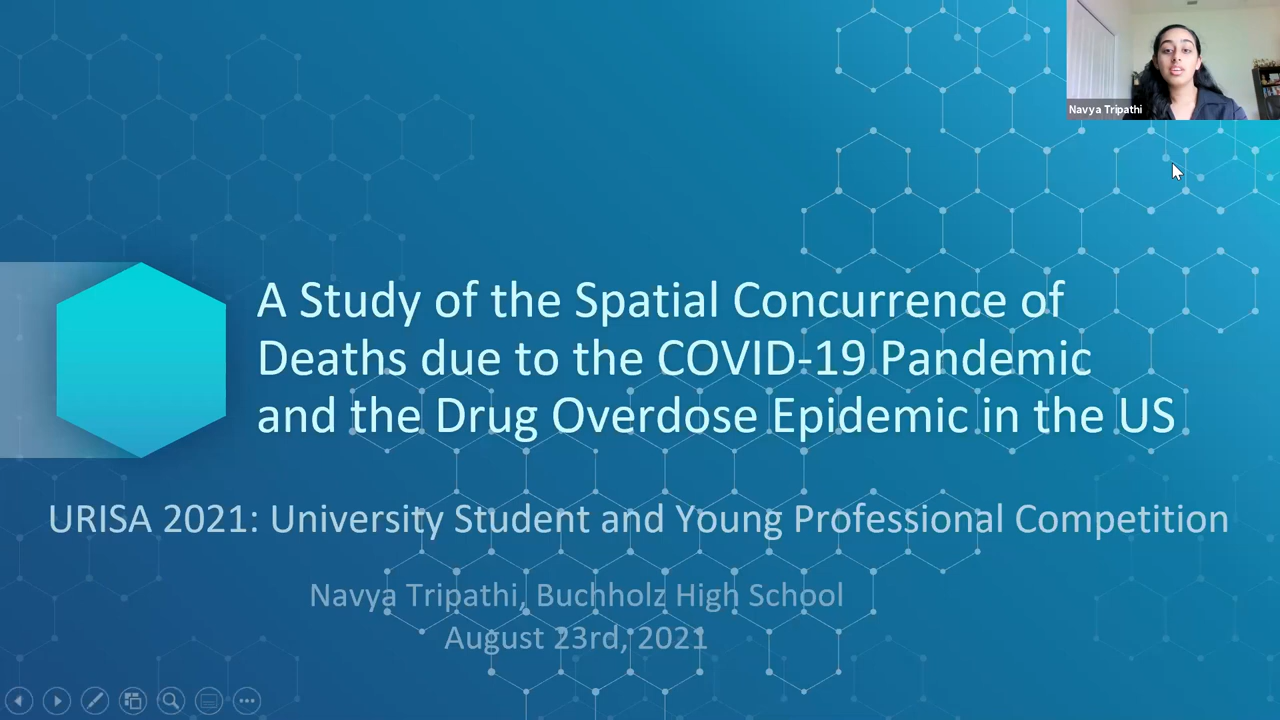 Navya Tripathi
A Study of the Spatial Concurrence of
Deaths due to the COVID-19 Pandemic
and the Drug Overdose Epidemic in the US
URISA 2021: University Student and Young Professional Competition
Navya Tripathi, Buchholz High School
August 23rd, 2021